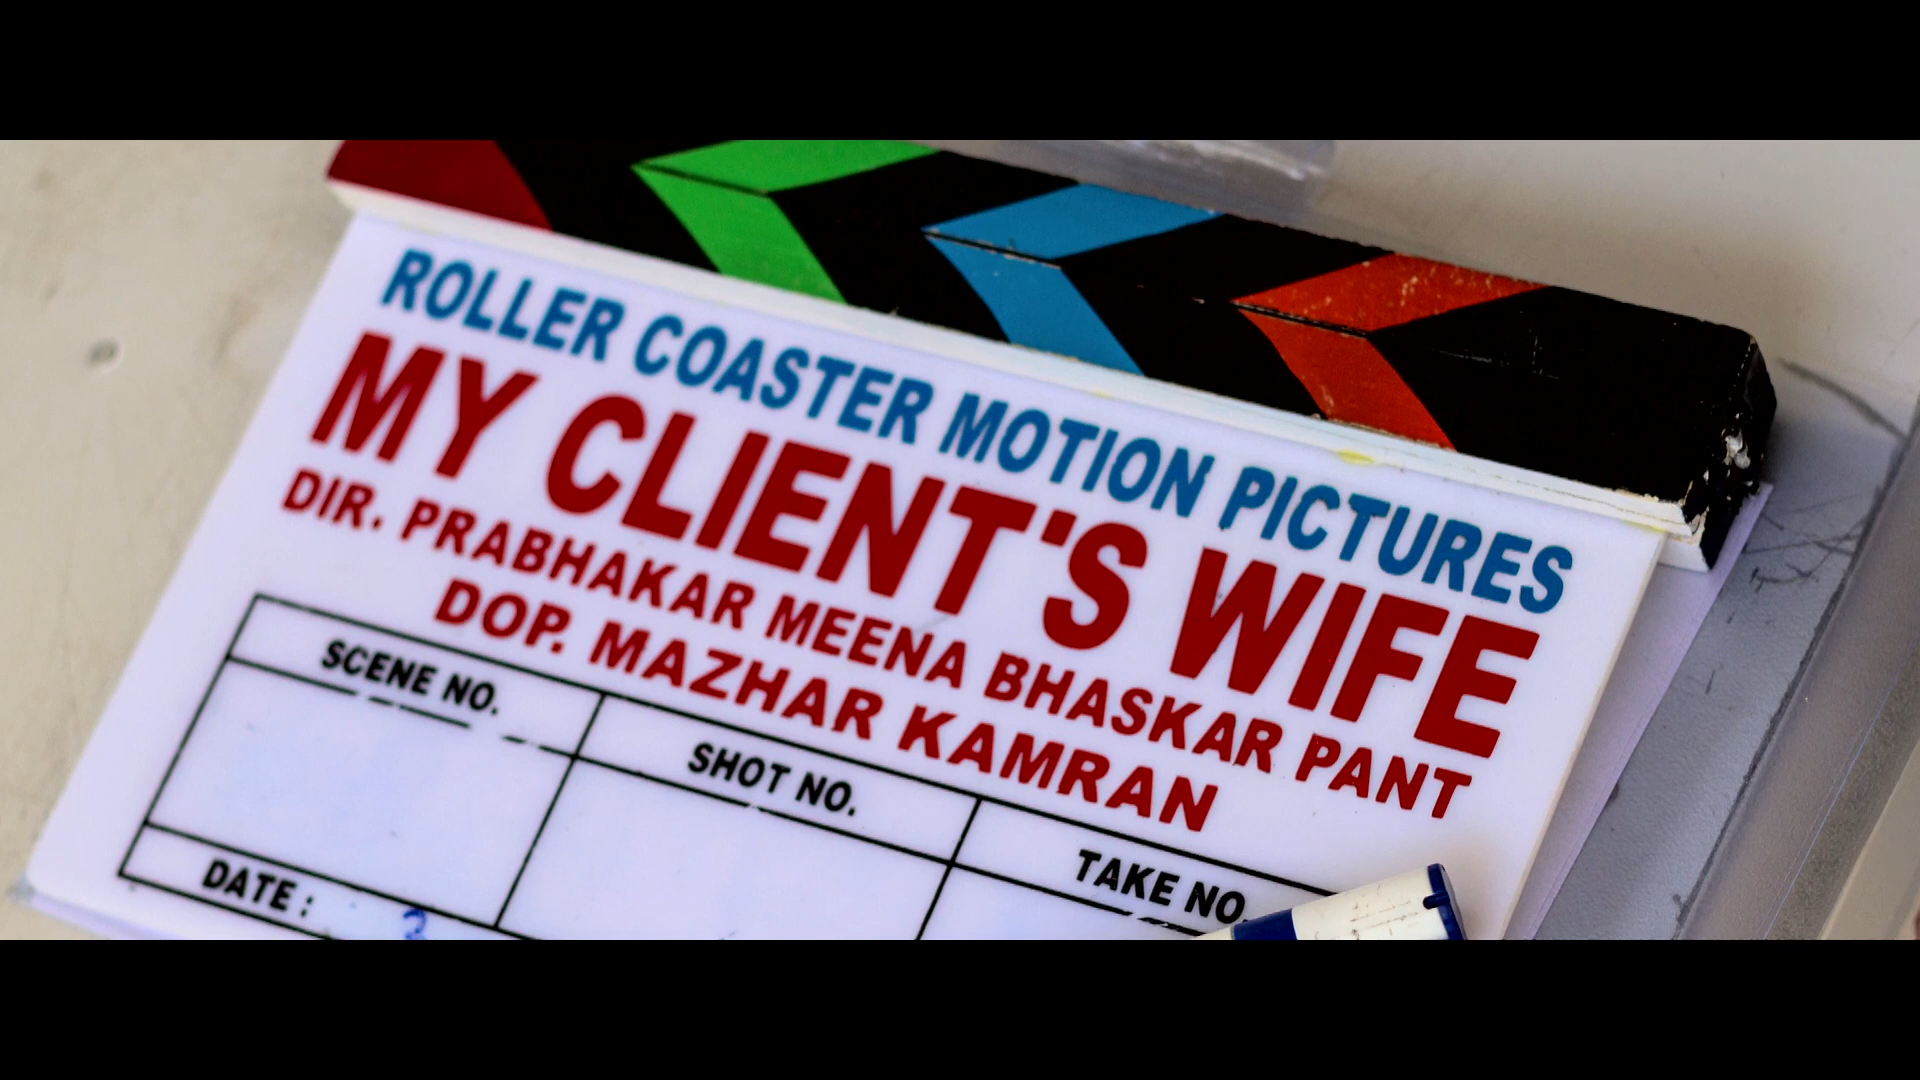 ROLLER COASTER MOTION PICTURES
MY CLIENT'S WIFE
DIR. PRABHAKAR MEENA BHASKAR PANT
DOP. MAZHAR KAMRAN
SCENE NO.
SHOT NO.
TAKE NO.
DATE :